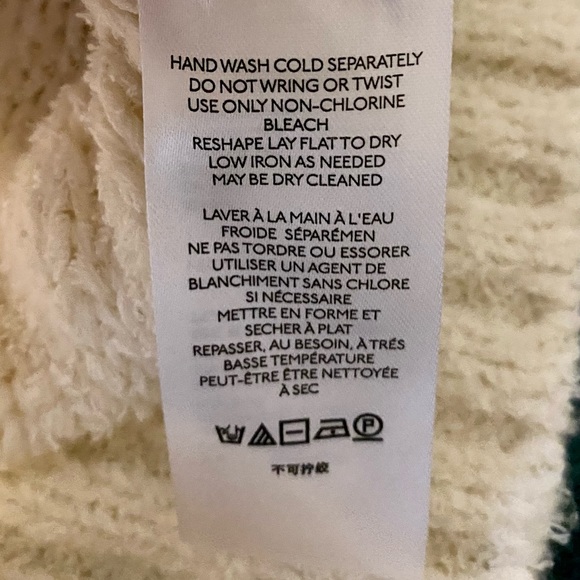 HAND WASH COLD SEPARATELY
DO NOT WRING OR TWIST
USE ONLY NON-CHLORINE
BLEACH
RESHAPE LAY FLAT TO DRY
LOW IRON AS NEEDED
MAY BE DRY CLEANED
LAVER À LA MAIN À L'EAU
FROIDE SÉPARÉMEN
NE PAS TORDRE OU ESSORER
UTILISER UN AGENT DE
BLANCHIMENT SANS CHLORE
SI NÉCESSAIRE
METTRE EN FORME ET
SECHER À PLAT
REPASSER, AU BESOIN, À TRÉS
BASSE TEMPÉRATURE
PEUT-ÊTRE ÊTRE NETTOYÉE
À SEC
P
不可拧绞